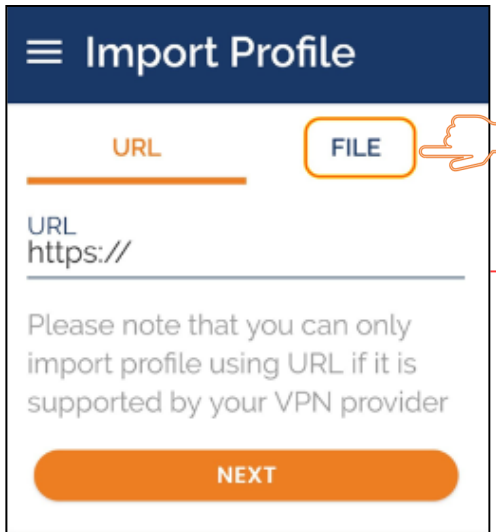 Import Profile
URL FILE
URL
https://
Please note that you can only
import profile using URL if it is
supported by your VPN provider
NEXT